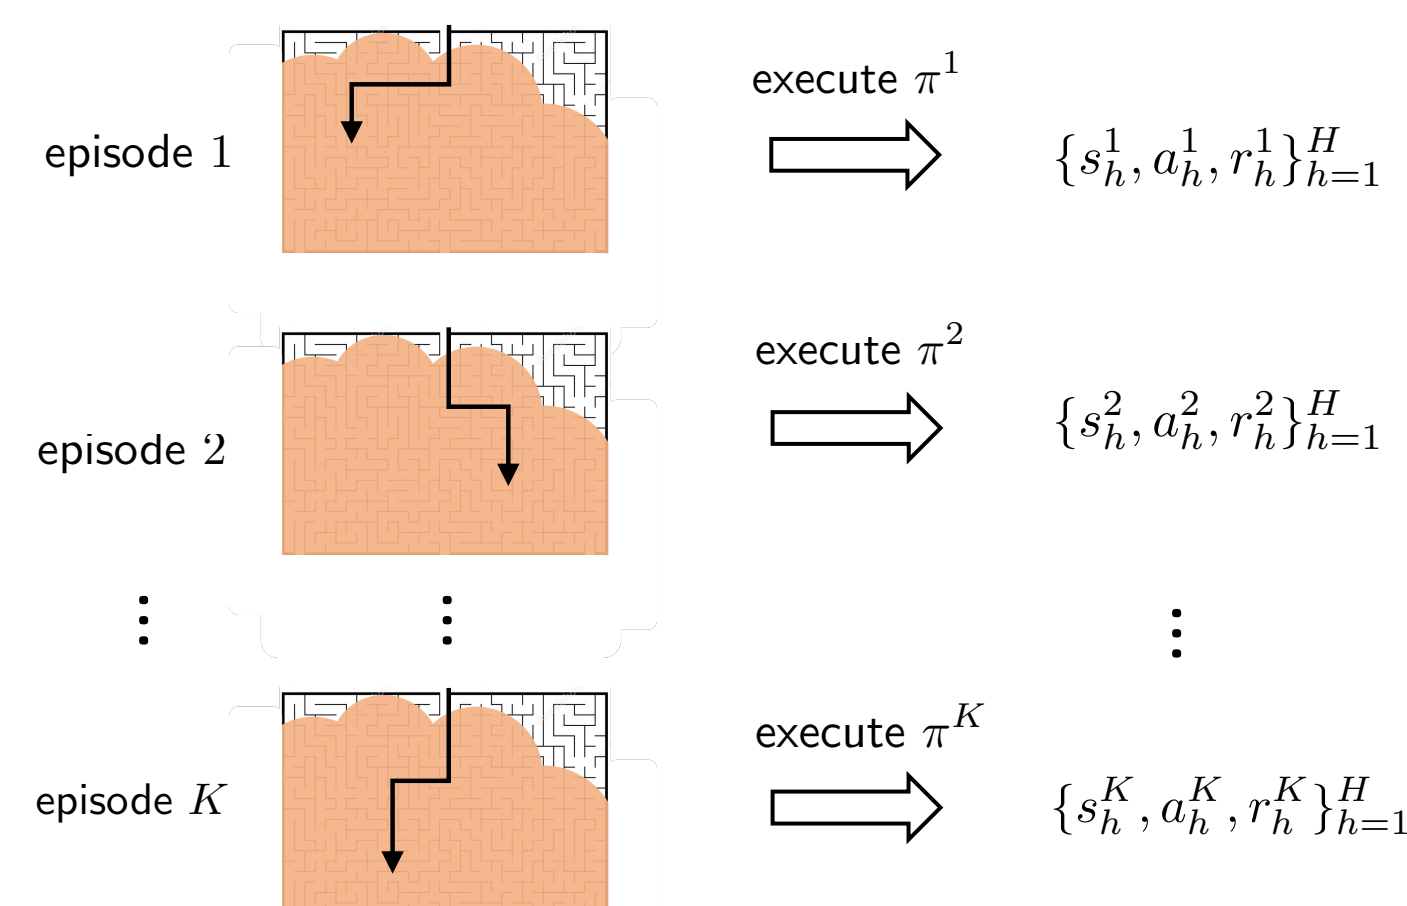 execute π^1
episode 1
{s_h^1, a_h^1, r_h^1}_{h=1}^H
execute π^2
episode 2
{s_h^2, a_h^2, r_h^2}_{h=1}^H
⋮ ⋮ ⋮
execute π^K
episode K
{s_h^K, a_h^K, r_h^K}_{h=1}^H